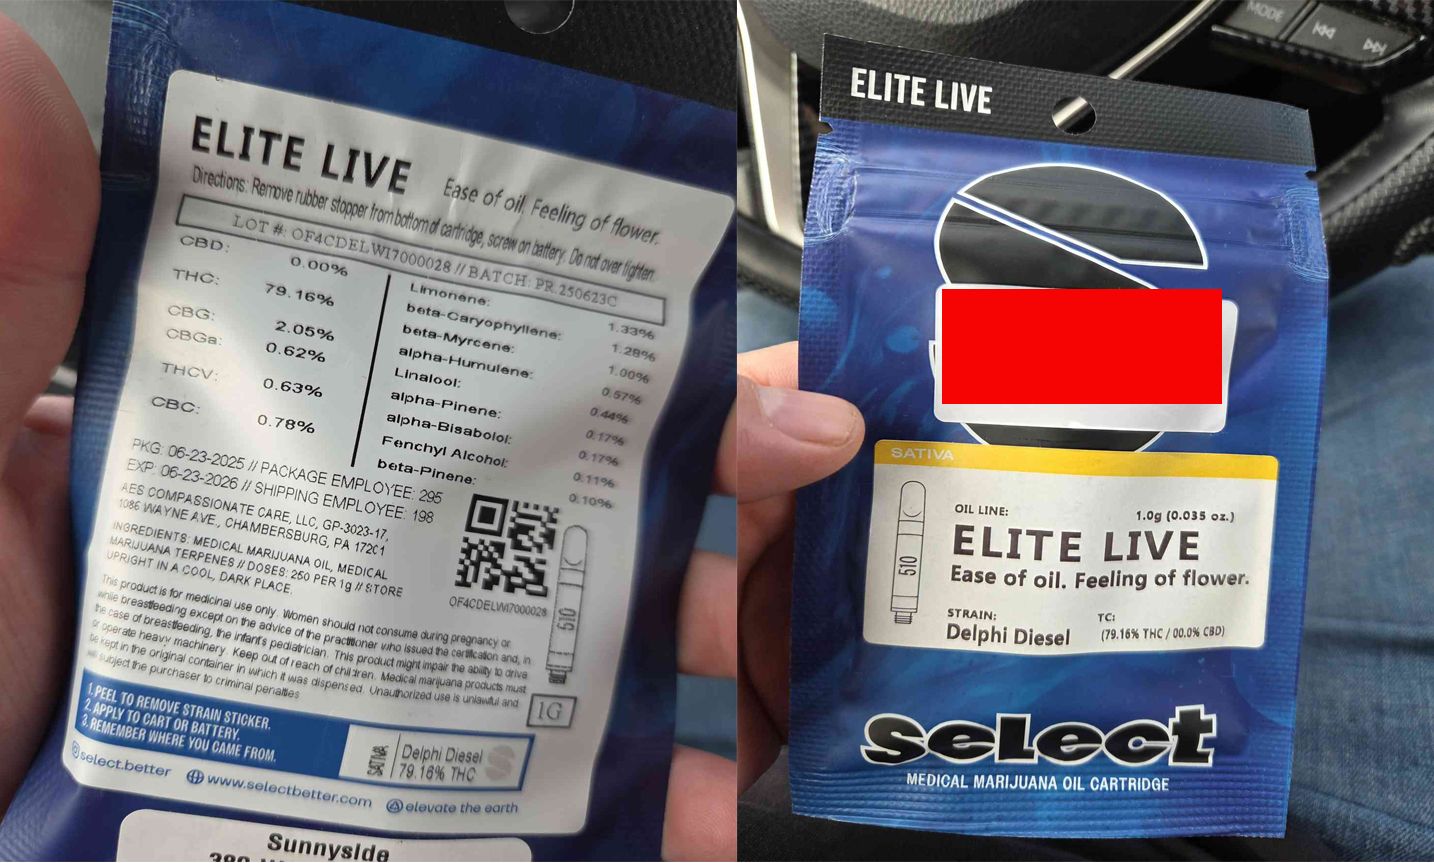 ELITE LIVE
Ease of oil. Feeling of flower.
Directions: Remove rubber stopper from bottom of cartridge, screw on battery. Do not over tighten.
LOT #: OF4CDELWI7000028 // BATCH: PR.250623C
CBD: 0.00%
THC: 79.16%
CBG: 2.05%
CBGa: 0.62%
THCV: 0.63%
CBC: 0.78%
Limonene: 1.33%
beta-Caryophyllene: 1.28%
beta-Myrcene: 1.00%
alpha-Humulene: 0.57%
Linalool: 0.44%
alpha-Pinene: 0.17%
alpha-Bisabolol: 0.17%
Fenchyl Alcohol: 0.11%
beta-Pinene: 0.10%
PKG: 06-23-2025 // PACKAGE EMPLOYEE: 295
EXP: 06-23-2026 // SHIPPING EMPLOYEE: 198
AES COMPASSIONATE CARE, LLC, GP-3023-17,
1086 WAYNE AVE., CHAMBERSBURG, PA 17201
INGREDIENTS: MEDICAL MARIJUANA OIL, MEDICAL
MARIJUANA TERPENES // DOSES: 250 PER 1g // STORE
UPRIGHT IN A COOL, DARK PLACE.
OF4CDELWI7000028
510
This product is for medicinal use only. Women should not consume during pregnancy or
while breastfeeding except on the advice of the practitioner who issued the certification and, in
the case of breastfeeding, the infant's pediatrician. This product might impair the ability to drive
or operate heavy machinery. Keep out of reach of children. Medical marijuana products must
be kept in the original container in which it was dispensed. Unauthorized use is unlawful and
will subject the purchaser to criminal penalties
1G
1. PEEL TO REMOVE STRAIN STICKER.
2. APPLY TO CART OR BATTERY.
3. REMEMBER WHERE YOU CAME FROM.
SATIVA
Delphi Diesel
79.16% THC
select.better
www.selectbetter.com
elevate the earth
Sunnyside
ELITE LIVE
SATIVA
OIL LINE:
1.0g (0.035 oz.)
ELITE LIVE
Ease of oil. Feeling of flower.
510
STRAIN:
Delphi Diesel
TC:
(79.16% THC / 00.0% CBD)
select
MEDICAL MARIJUANA OIL CARTRIDGE
MODE